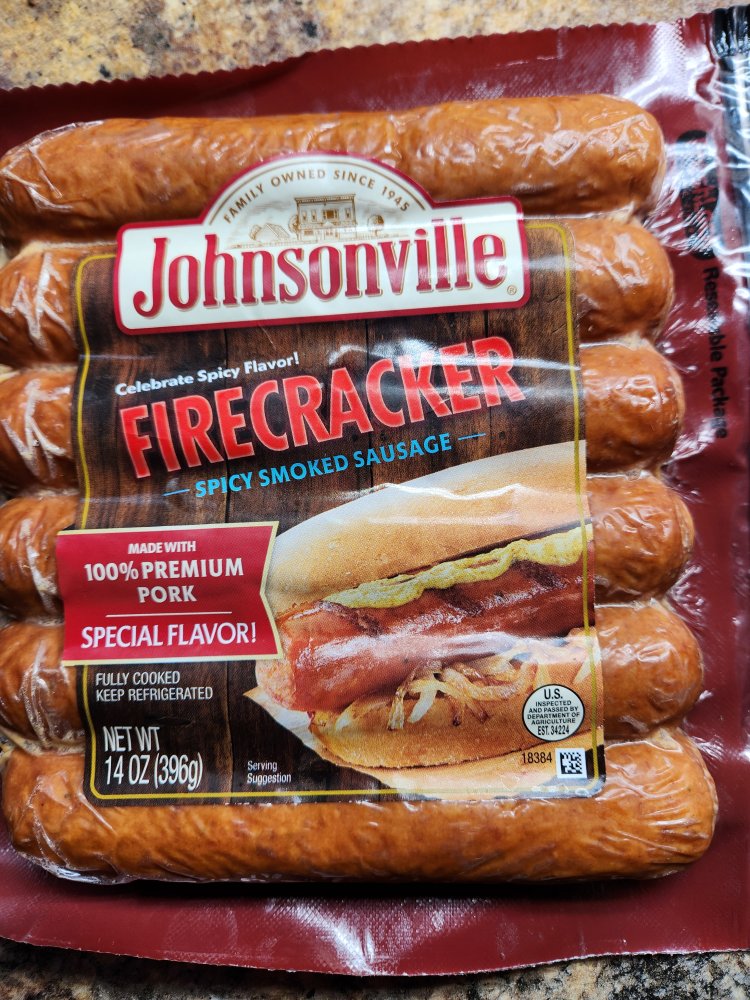 FAMILY OWNED SINCE 1945
Johnsonville®
Celebrate Spicy Flavor!
FIRECRACKER
SPICY SMOKED SAUSAGE
MADE WITH
100% PREMIUM
PORK
SPECIAL FLAVOR!
FULLY COOKED
KEEP REFRIGERATED
NET WT
14 OZ (396g)
Serving
Suggestion
U.S.
INSPECTED
AND PASSED BY
DEPARTMENT OF
AGRICULTURE
EST. 34224
18384
Package